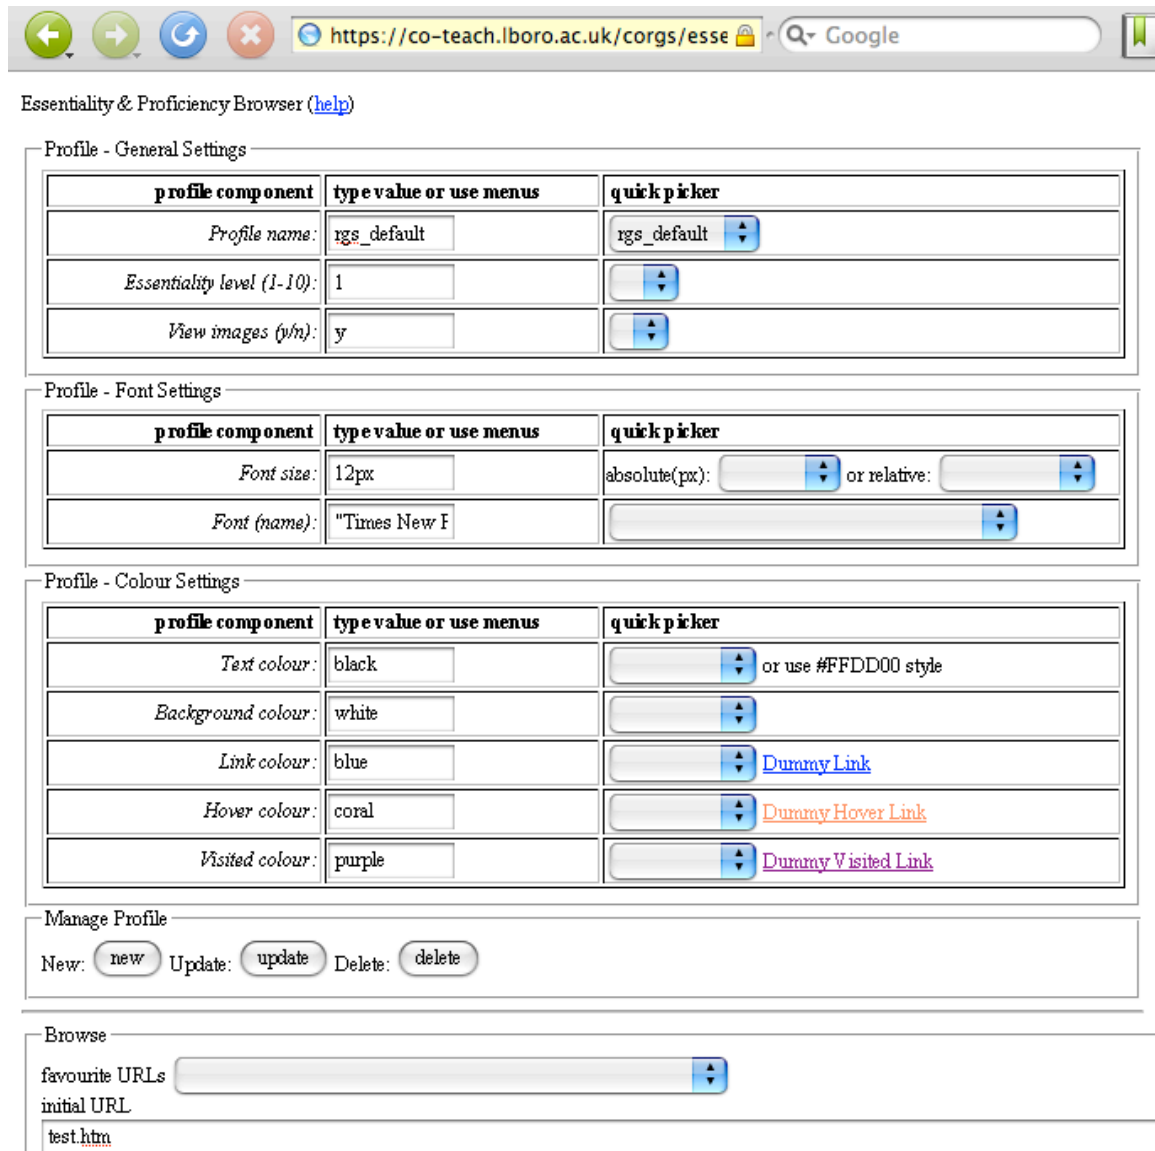 https://co-teach.lboro.ac.uk/corgs/esse Google
Essentiality & Proficiency Browser (help)
Profile - General Settings
profile component type value or use menus quick picker
Profile name: rgs_default rgs_default
Essentiality level (1-10): 1
View images (y/n): y
Profile - Font Settings
profile component type value or use menus quick picker
Font size: 12px absolute(px): or relative:
Font (name): "Times New
Profile - Colour Settings
profile component type value or use menus quick picker
Text colour: black or use #FFDD00 style
Background colour: white
Link colour: blue Dummy Link
Hover colour: coral Dummy Hover Link
Visited colour: purple Dummy Visited Link
Manage Profile
New: new Update: update Delete: delete
Browse
favourite URLs
initial URL
test.htm